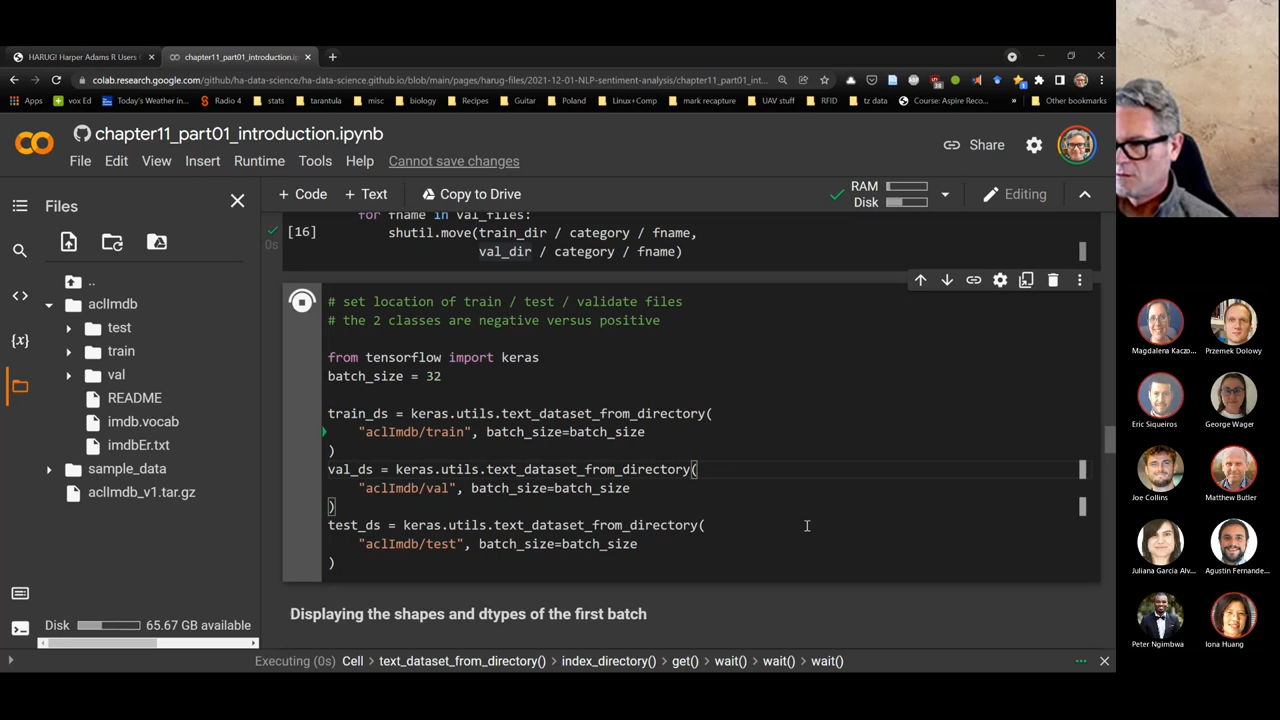 HARUG! Harper Adams R Users
chapter11_part01_introduction.ip
colab.research.google.com/github/ha-data-science/ha-data-science.github.io/blob/main/pages/harug-files/2021-12-01-NLP-sentiment-analysis/chapter11_part01_int...
Apps
vox Ed
Today's Weather in...
Radio 4
stats
tarantula
misc
biology
Recipes
Guitar
Poland
Linux+Comp
mark recapture
UAV stuff
RFID
tz data
Course: Aspire Reco...
»
Other bookmarks
CO
chapter11_part01_introduction.ipynb
File Edit View Insert Runtime Tools Help Cannot save changes
Share
+ Code + Text Copy to Drive
RAM
Disk
Editing
Files
..
aclImdb
test
train
val
README
imdb.vocab
imdbEr.txt
sample_data
aclImdb_v1.tar.gz
{x}
Disk 65.67 GB available
0s
[16]
for fname in val_files:
shutil.move(train_dir / category / fname,
val_dir / category / fname)
# set location of train / test / validate files
# the 2 classes are negative versus positive
from tensorflow import keras
batch_size = 32
train_ds = keras.utils.text_dataset_from_directory(
"aclImdb/train", batch_size=batch_size
)
val_ds = keras.utils.text_dataset_from_directory(
"aclImdb/val", batch_size=batch_size
)
test_ds = keras.utils.text_dataset_from_directory(
"aclImdb/test", batch_size=batch_size
)
Displaying the shapes and dtypes of the first batch
Executing (0s) Cell text_dataset_from_directory() index_directory() get() wait() wait() wait()
Magdalena Kaczo...
Przemek Dolowy
Eric Siqueiros
George Wager
Joe Collins
Matthew Butler
Juliana Garcia Alv...
Agustin Fernande...
Peter Ngimbwa
Iona Huang